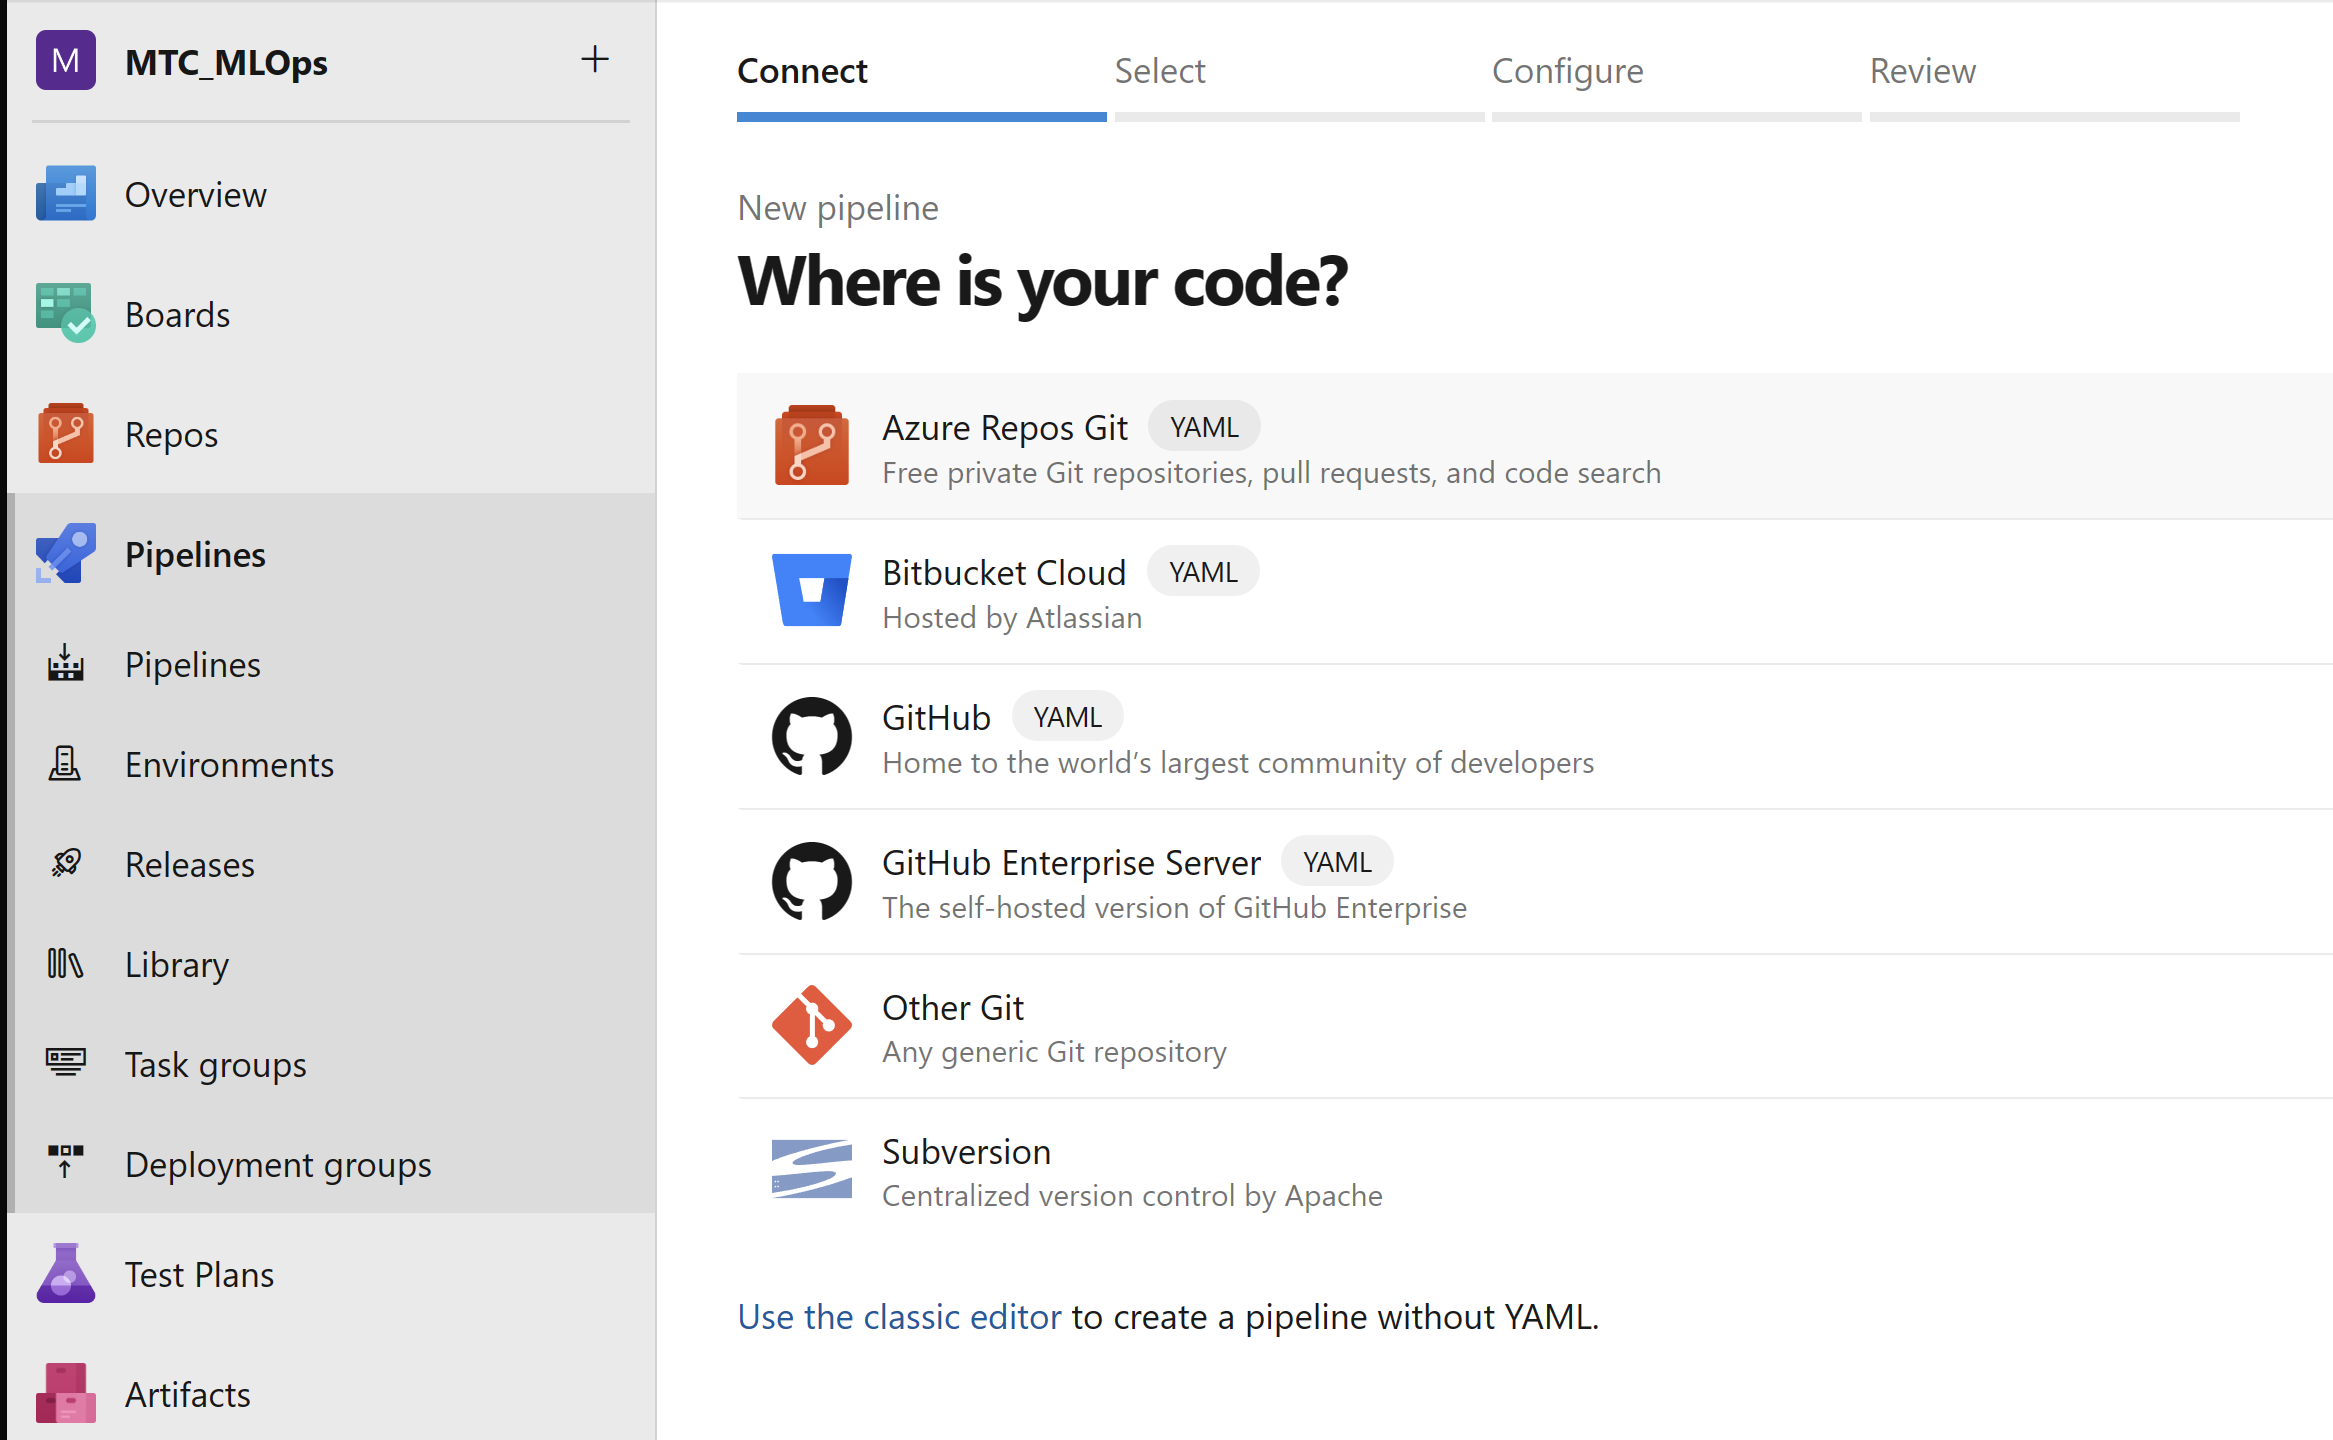 M
MTC_MLOps
+
Overview
Boards
Repos
Pipelines
Pipelines
Environments
Releases
Library
Task groups
Deployment groups
Test Plans
Artifacts
Connect
Select
Configure
Review
New pipeline
Where is your code?
Azure Repos Git YAML
Free private Git repositories, pull requests, and code search
Bitbucket Cloud YAML
Hosted by Atlassian
GitHub YAML
Home to the world’s largest community of developers
GitHub Enterprise Server YAML
The self-hosted version of GitHub Enterprise
Other Git
Any generic Git repository
Subversion
Centralized version control by Apache
Use the classic editor to create a pipeline without YAML.